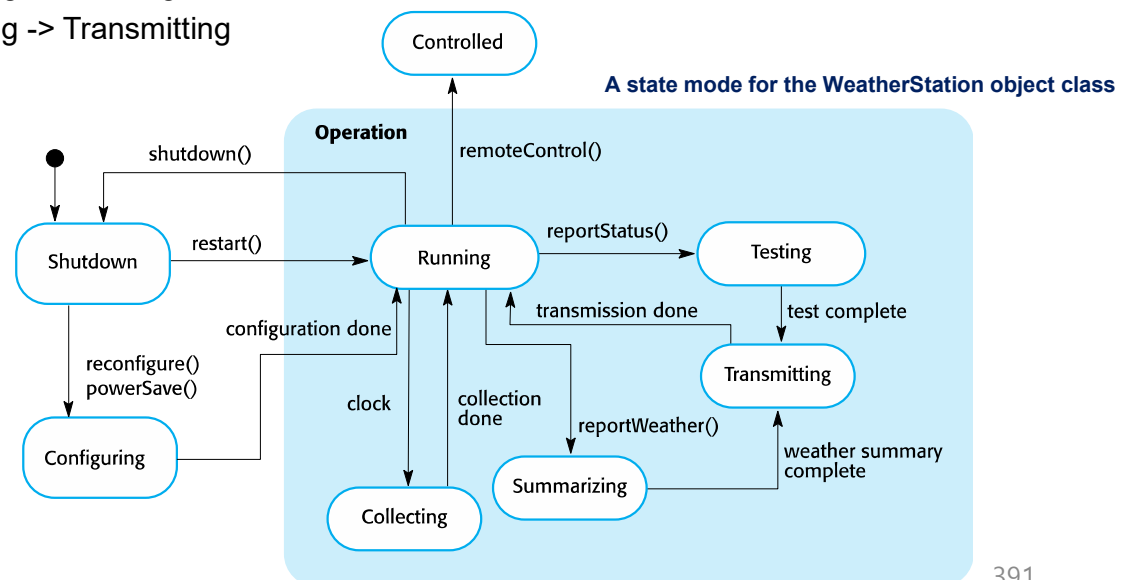 g -> Transmitting
Controlled
A state mode for the WeatherStation object class
Operation
shutdown()
remoteControl()
restart()
reportStatus()
Shutdown
Running
Testing
transmission done
test complete
configuration done
reconfigure()
powerSave()
clock
collection
done
Transmitting
reportWeather()
weather summary
complete
Configuring
Summarizing
Collecting
391